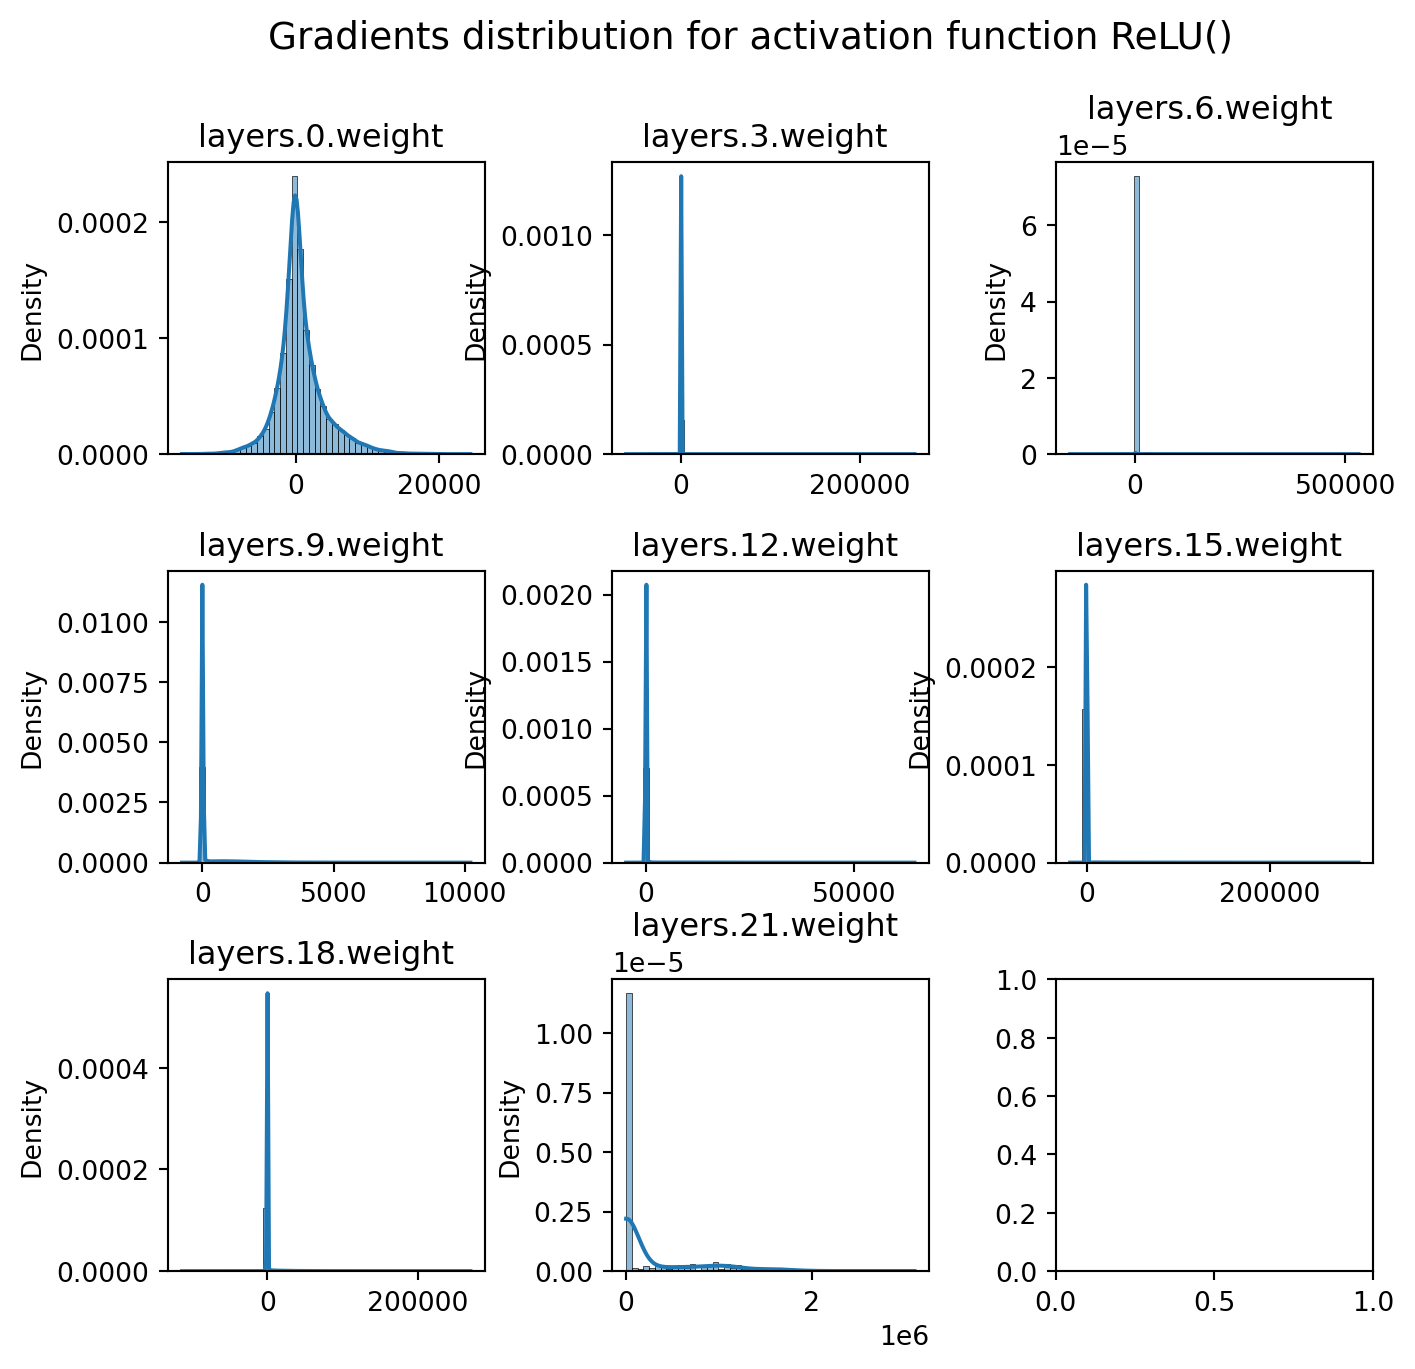 Gradients distribution for activation function ReLU()
layers.0.weight
Density
0.0002
0.0001
0.0000
0 20000
layers.3.weight
Density
0.0010
0.0005
0.0000
0 200000
layers.6.weight
1e−5
Density
6
4
2
0
0 500000
layers.9.weight
Density
0.0100
0.0075
0.0050
0.0025
0.0000
0 5000 10000
layers.12.weight
Density
0.0020
0.0015
0.0010
0.0005
0.0000
0 50000
layers.15.weight
Density
0.0002
0.0001
0.0000
0 200000
layers.18.weight
Density
0.0004
0.0002
0.0000
0 200000
layers.21.weight
1e−5
Density
1.00
0.75
0.50
0.25
0.00
0 2
1e6
1.0
0.8
0.6
0.4
0.2
0.0
0.0 0.5 1.0